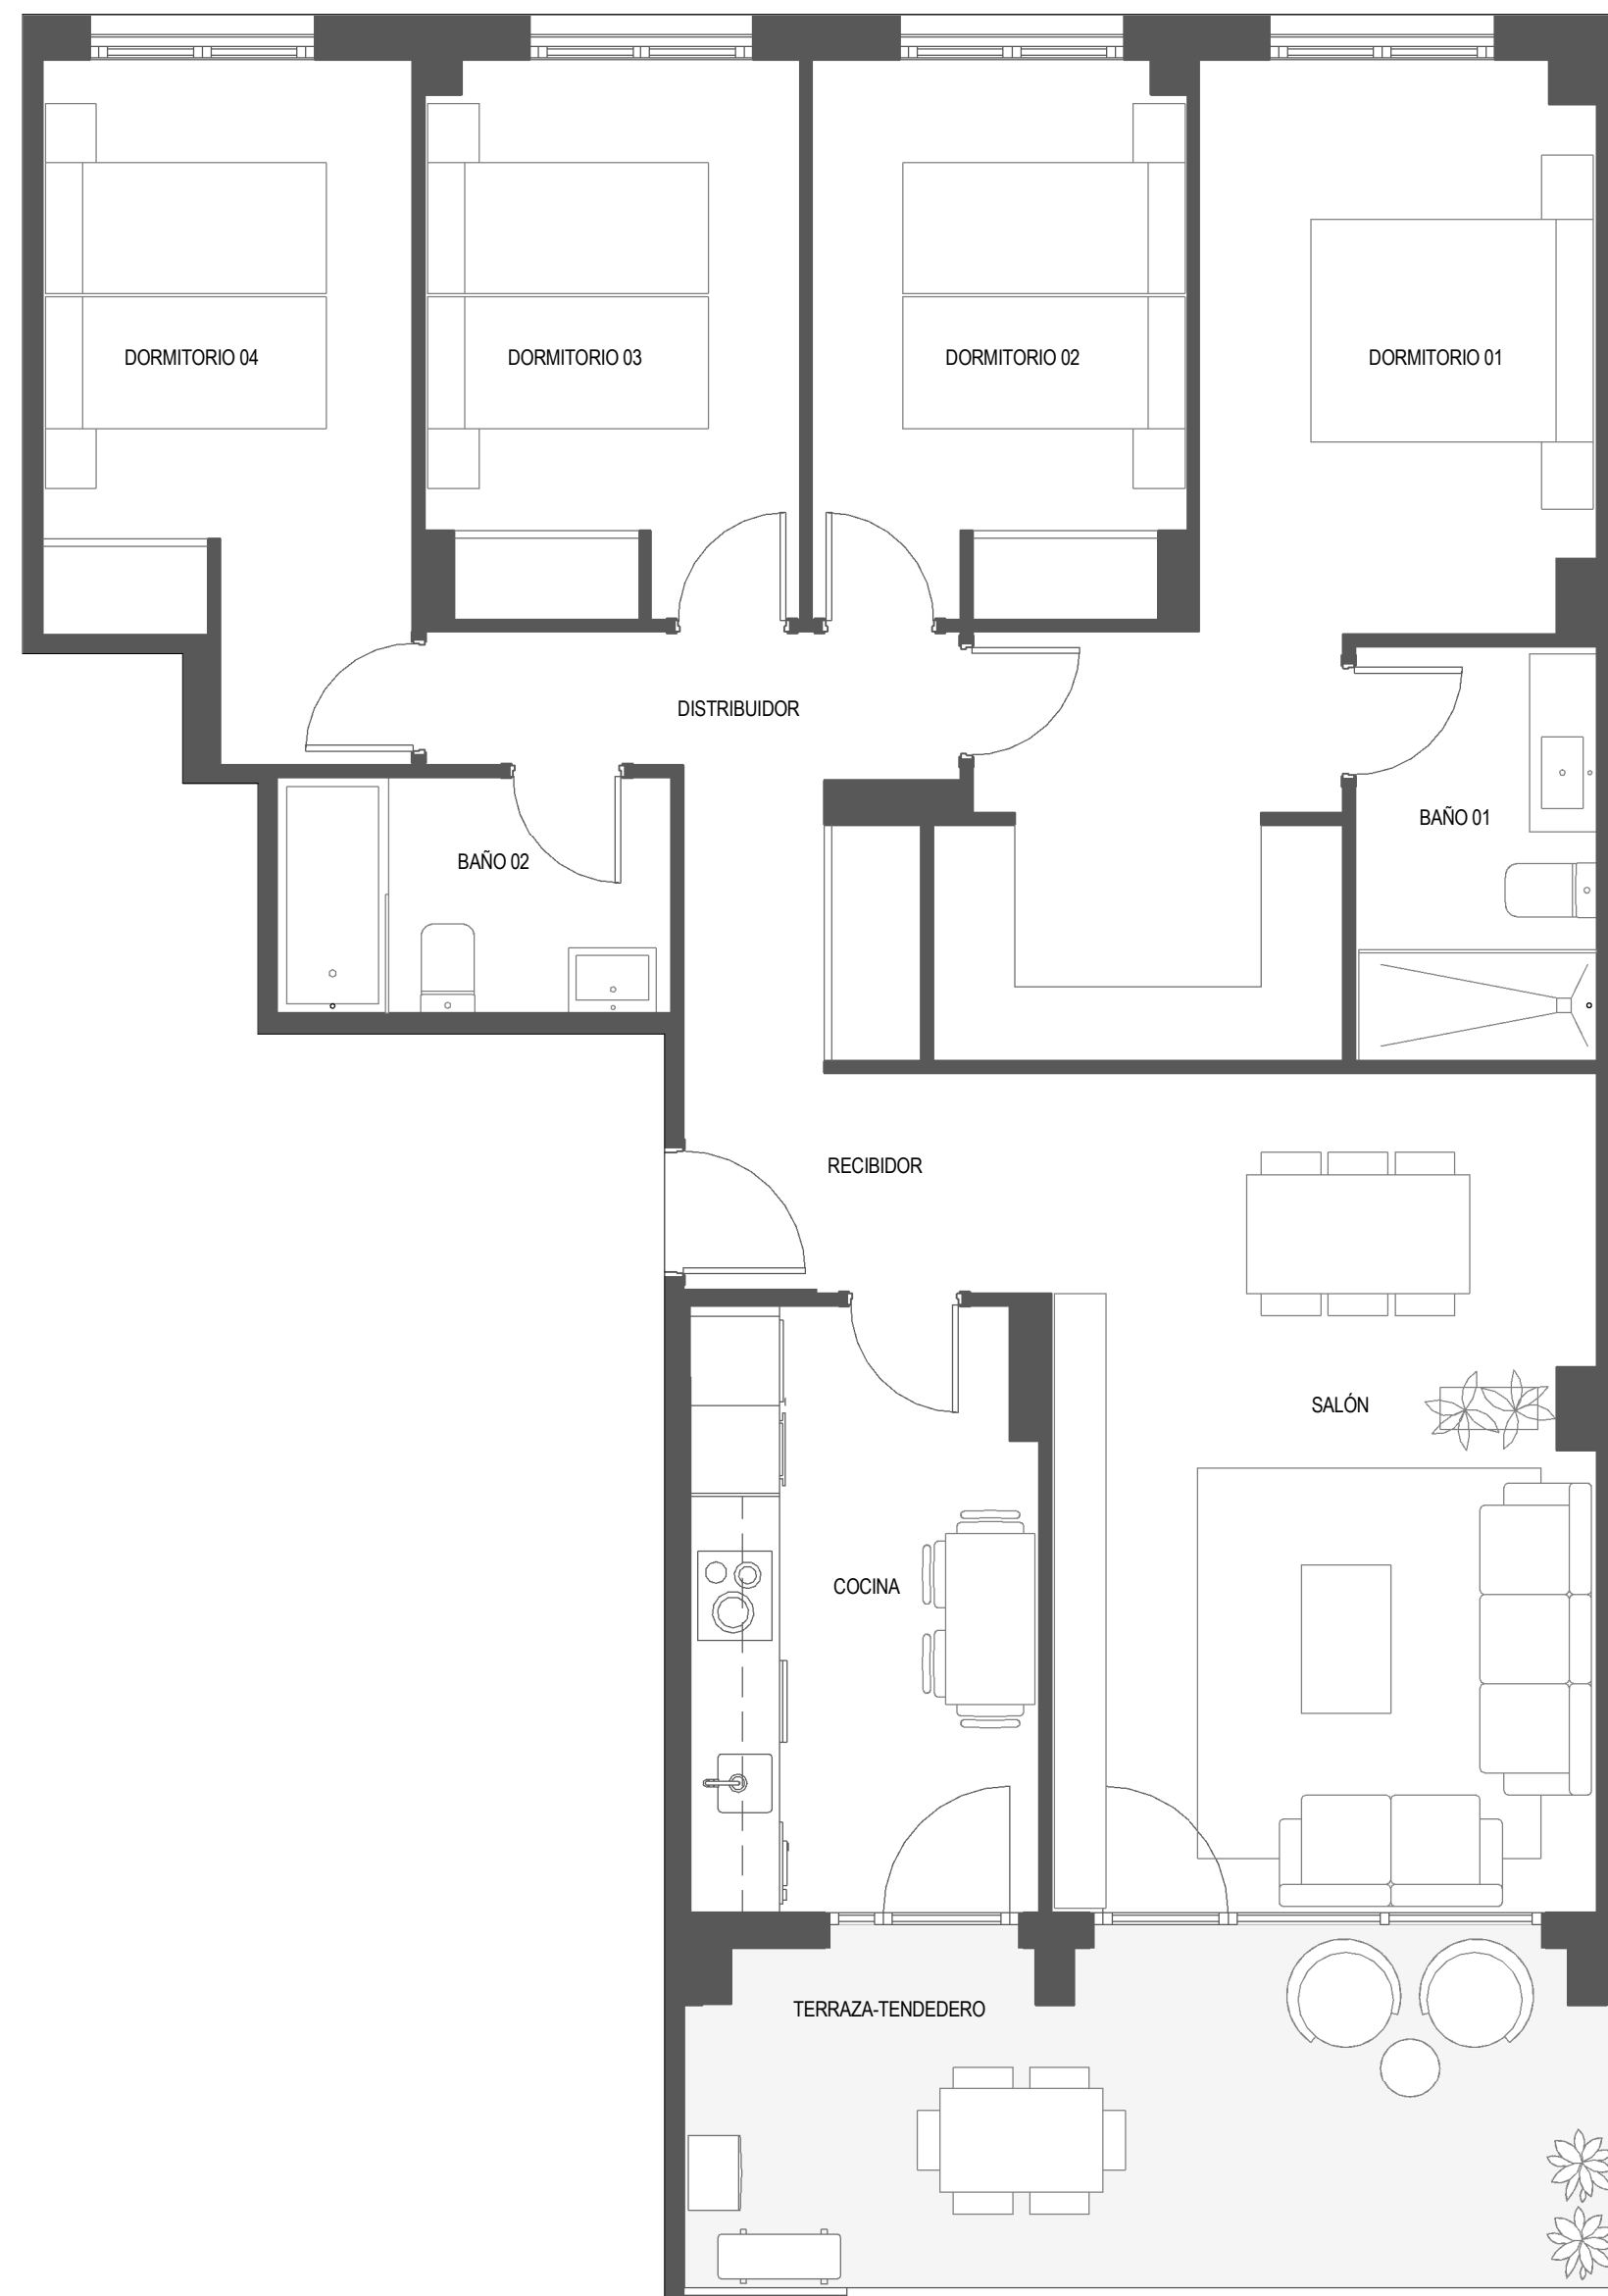 DORMITORIO 04
DORMITORIO 03
DORMITORIO 02
DORMITORIO 01
DISTRIBUIDOR
BAÑO 01
BAÑO 02
RECIBIDOR
SALÓN
COCINA
TERRAZA-TENDEDERO